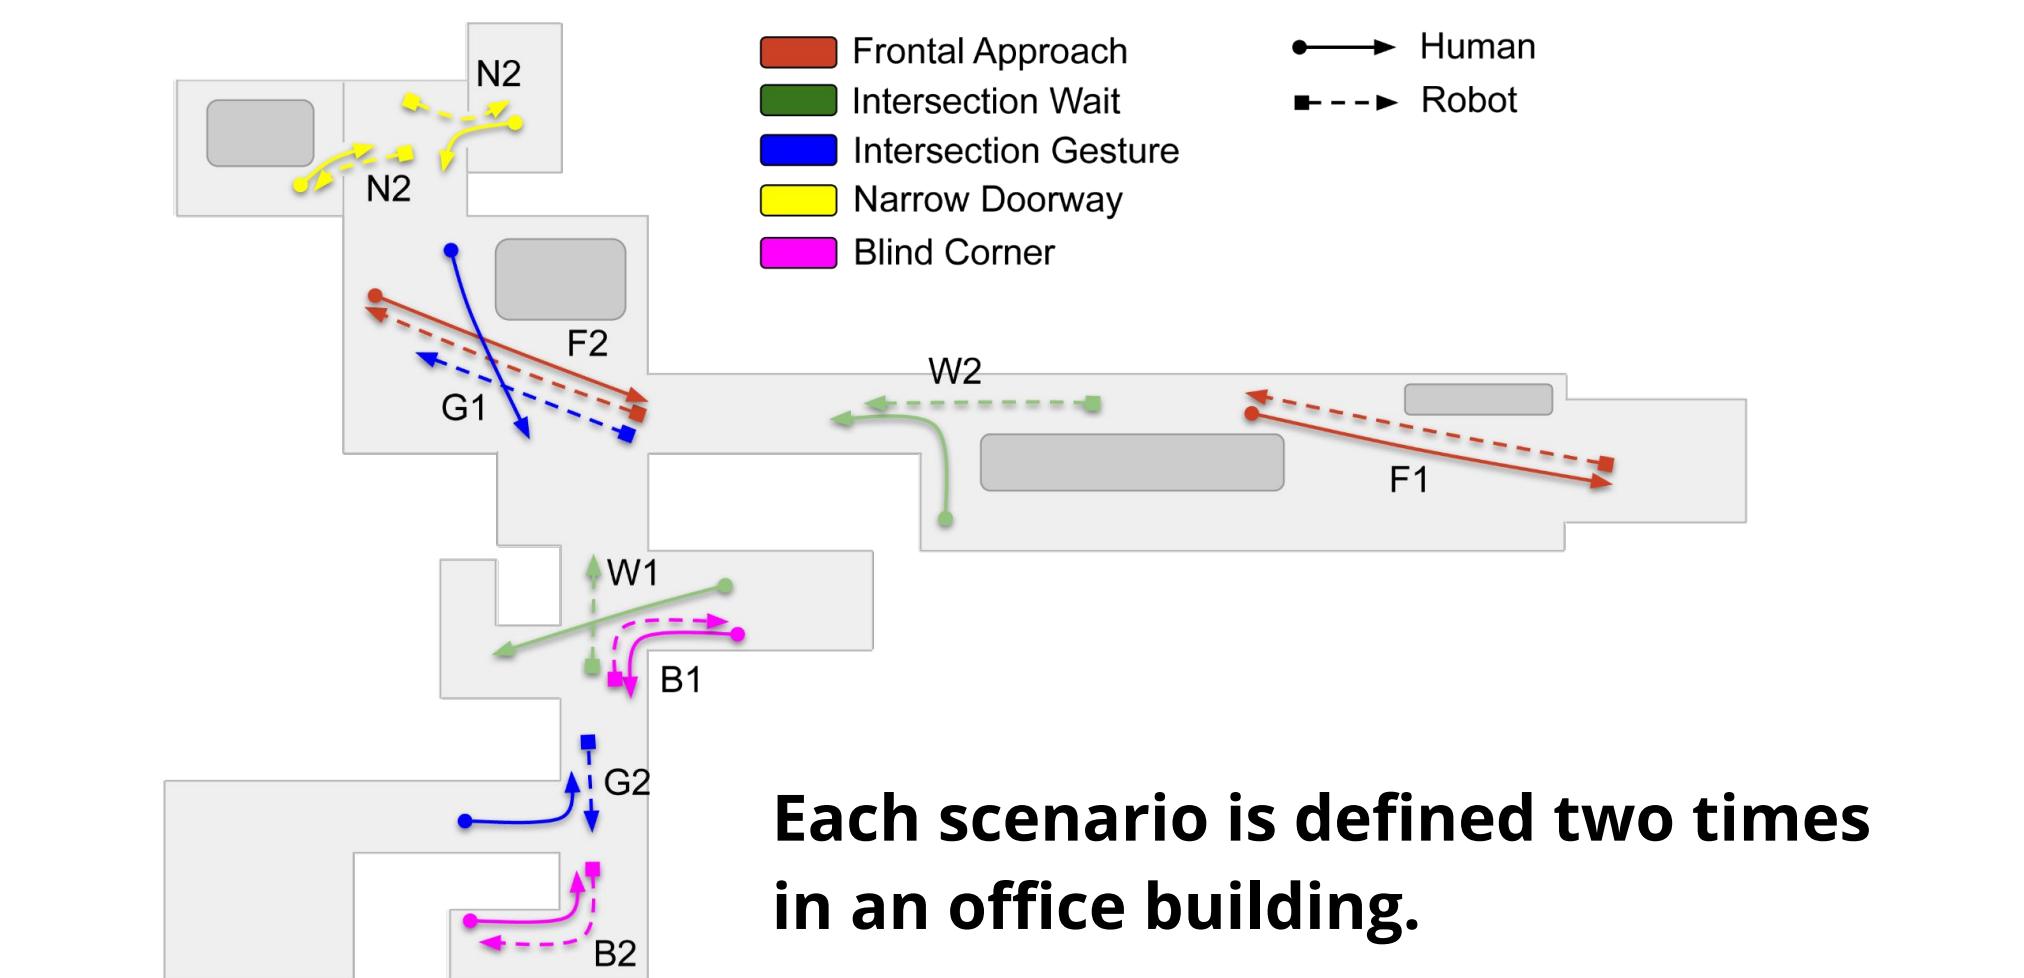 N2
Frontal Approach
Human
Intersection Wait
Robot
Intersection Gesture
N2
Narrow Doorway
Blind Corner
F2
W2
G1
F1
W1
B1
G2
Each scenario is defined two times
in an office building.
B2